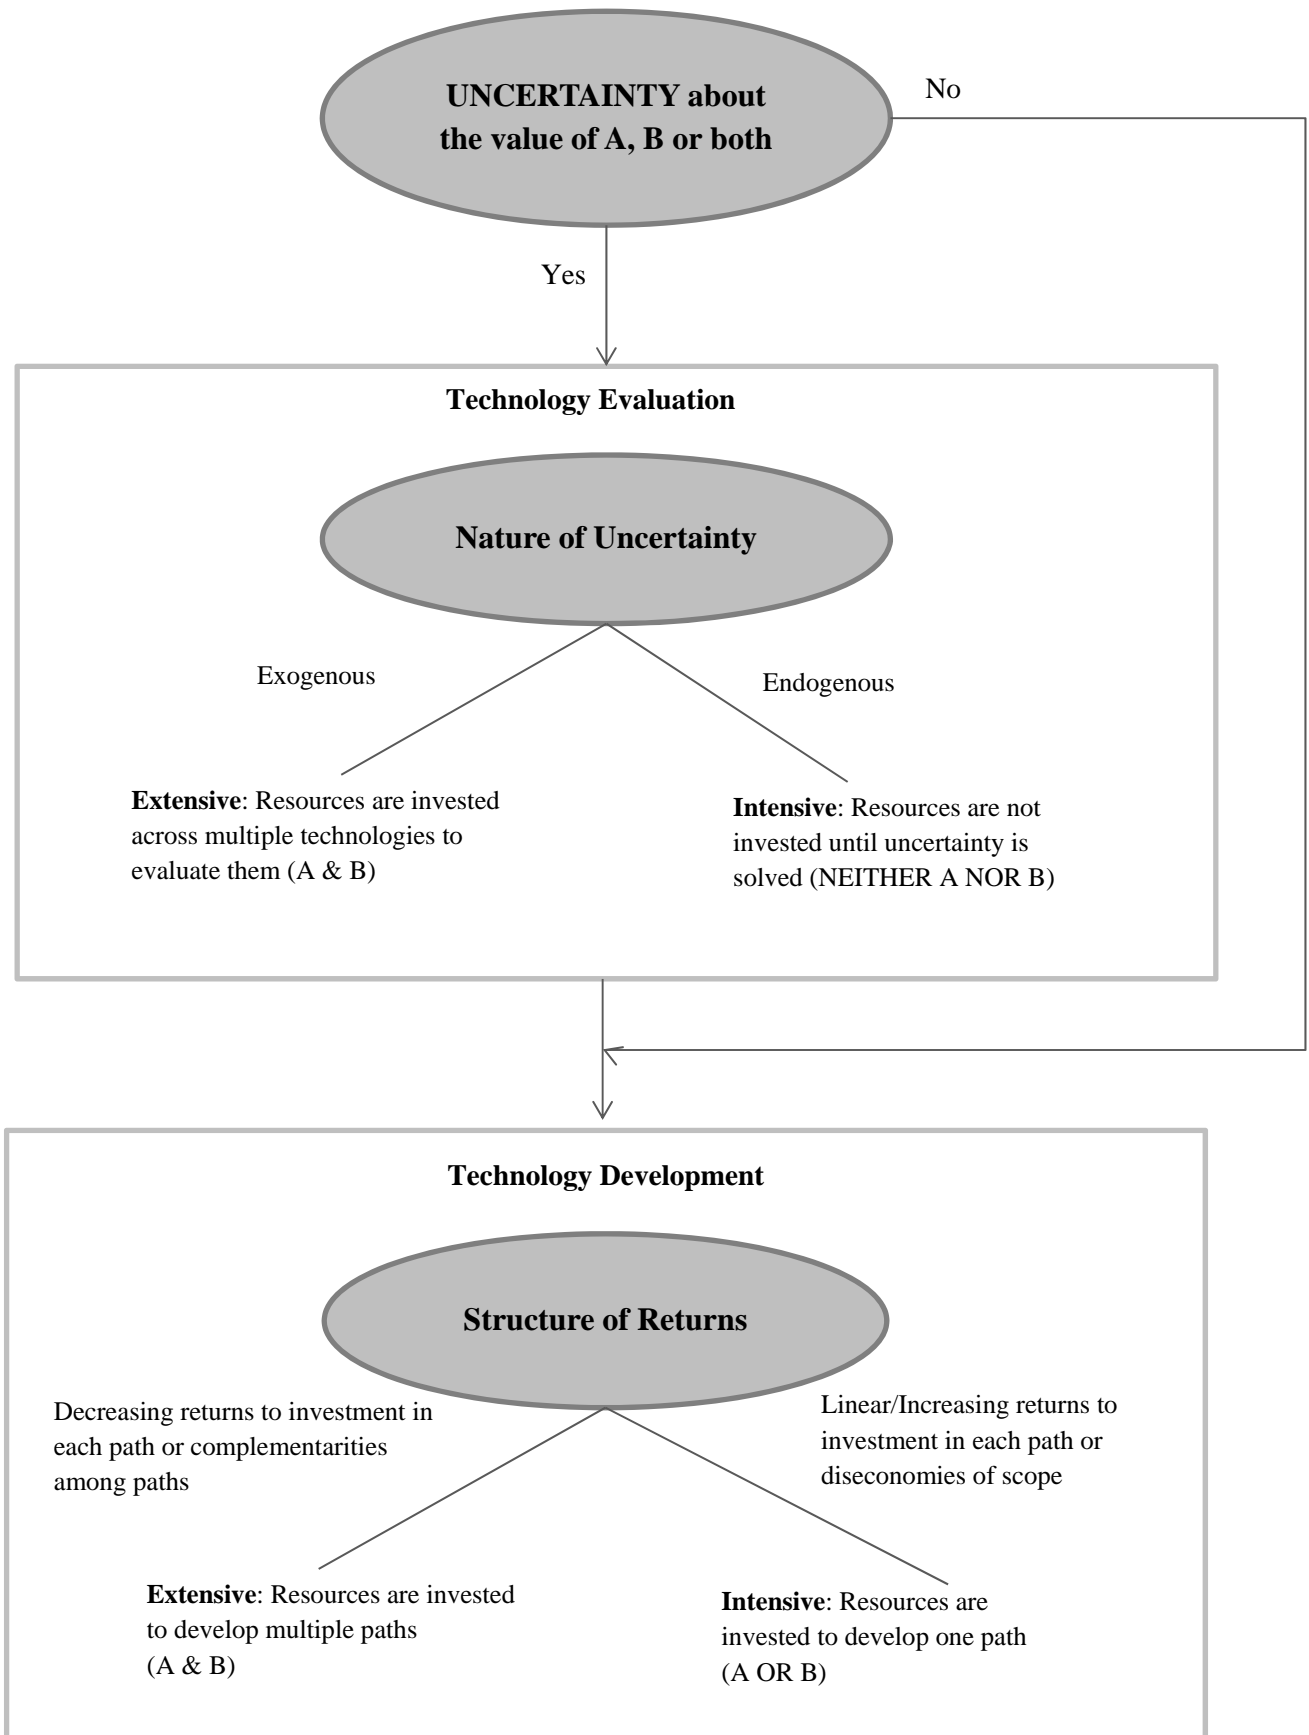 UNCERTAINTY about
the value of A, B or both
No
Yes
Technology Evaluation
Nature of Uncertainty
Exogenous
Endogenous
Extensive: Resources are invested
across multiple technologies to
evaluate them (A & B)
Intensive: Resources are not
invested until uncertainty is
solved (NEITHER A NOR B)
Technology Development
Structure of Returns
Decreasing returns to investment in
each path or complementarities
among paths
Linear/Increasing returns to
investment in each path or
diseconomies of scope
Extensive: Resources are invested
to develop multiple paths
(A & B)
Intensive: Resources are
invested to develop one path
(A OR B)